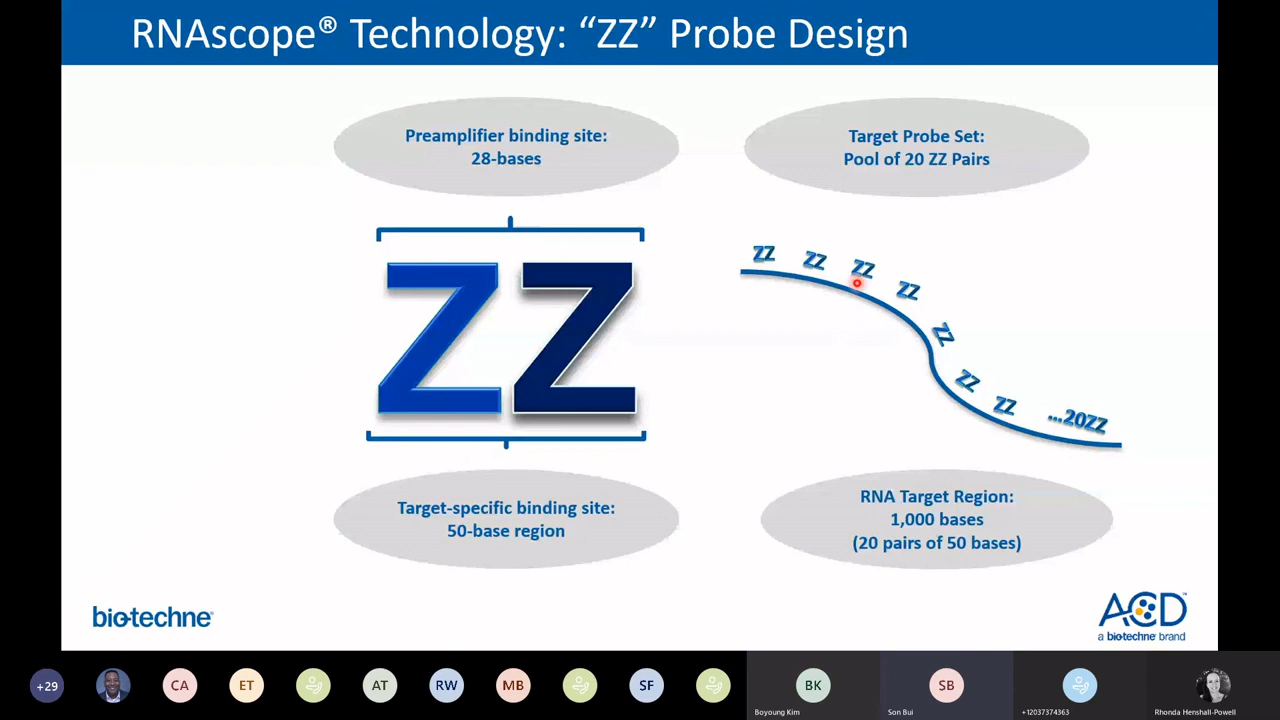 RNAscope® Technology: “ZZ” Probe Design
Preamplifier binding site:
28-bases
Target Probe Set:
Pool of 20 ZZ Pairs
ZZ
ZZ
ZZ
ZZ
ZZ
ZZ
ZZ
ZZ
...20ZZ
Target-specific binding site:
50-base region
RNA Target Region:
1,000 bases
(20 pairs of 50 bases)
bio-techne®
ACD™
a bio-techne® brand
+29
CA
ET
AT
RW
MB
SF
BK
SB
Boyoung Kim
Son Bui
+12037374363
Rhonda Henshall-Powell